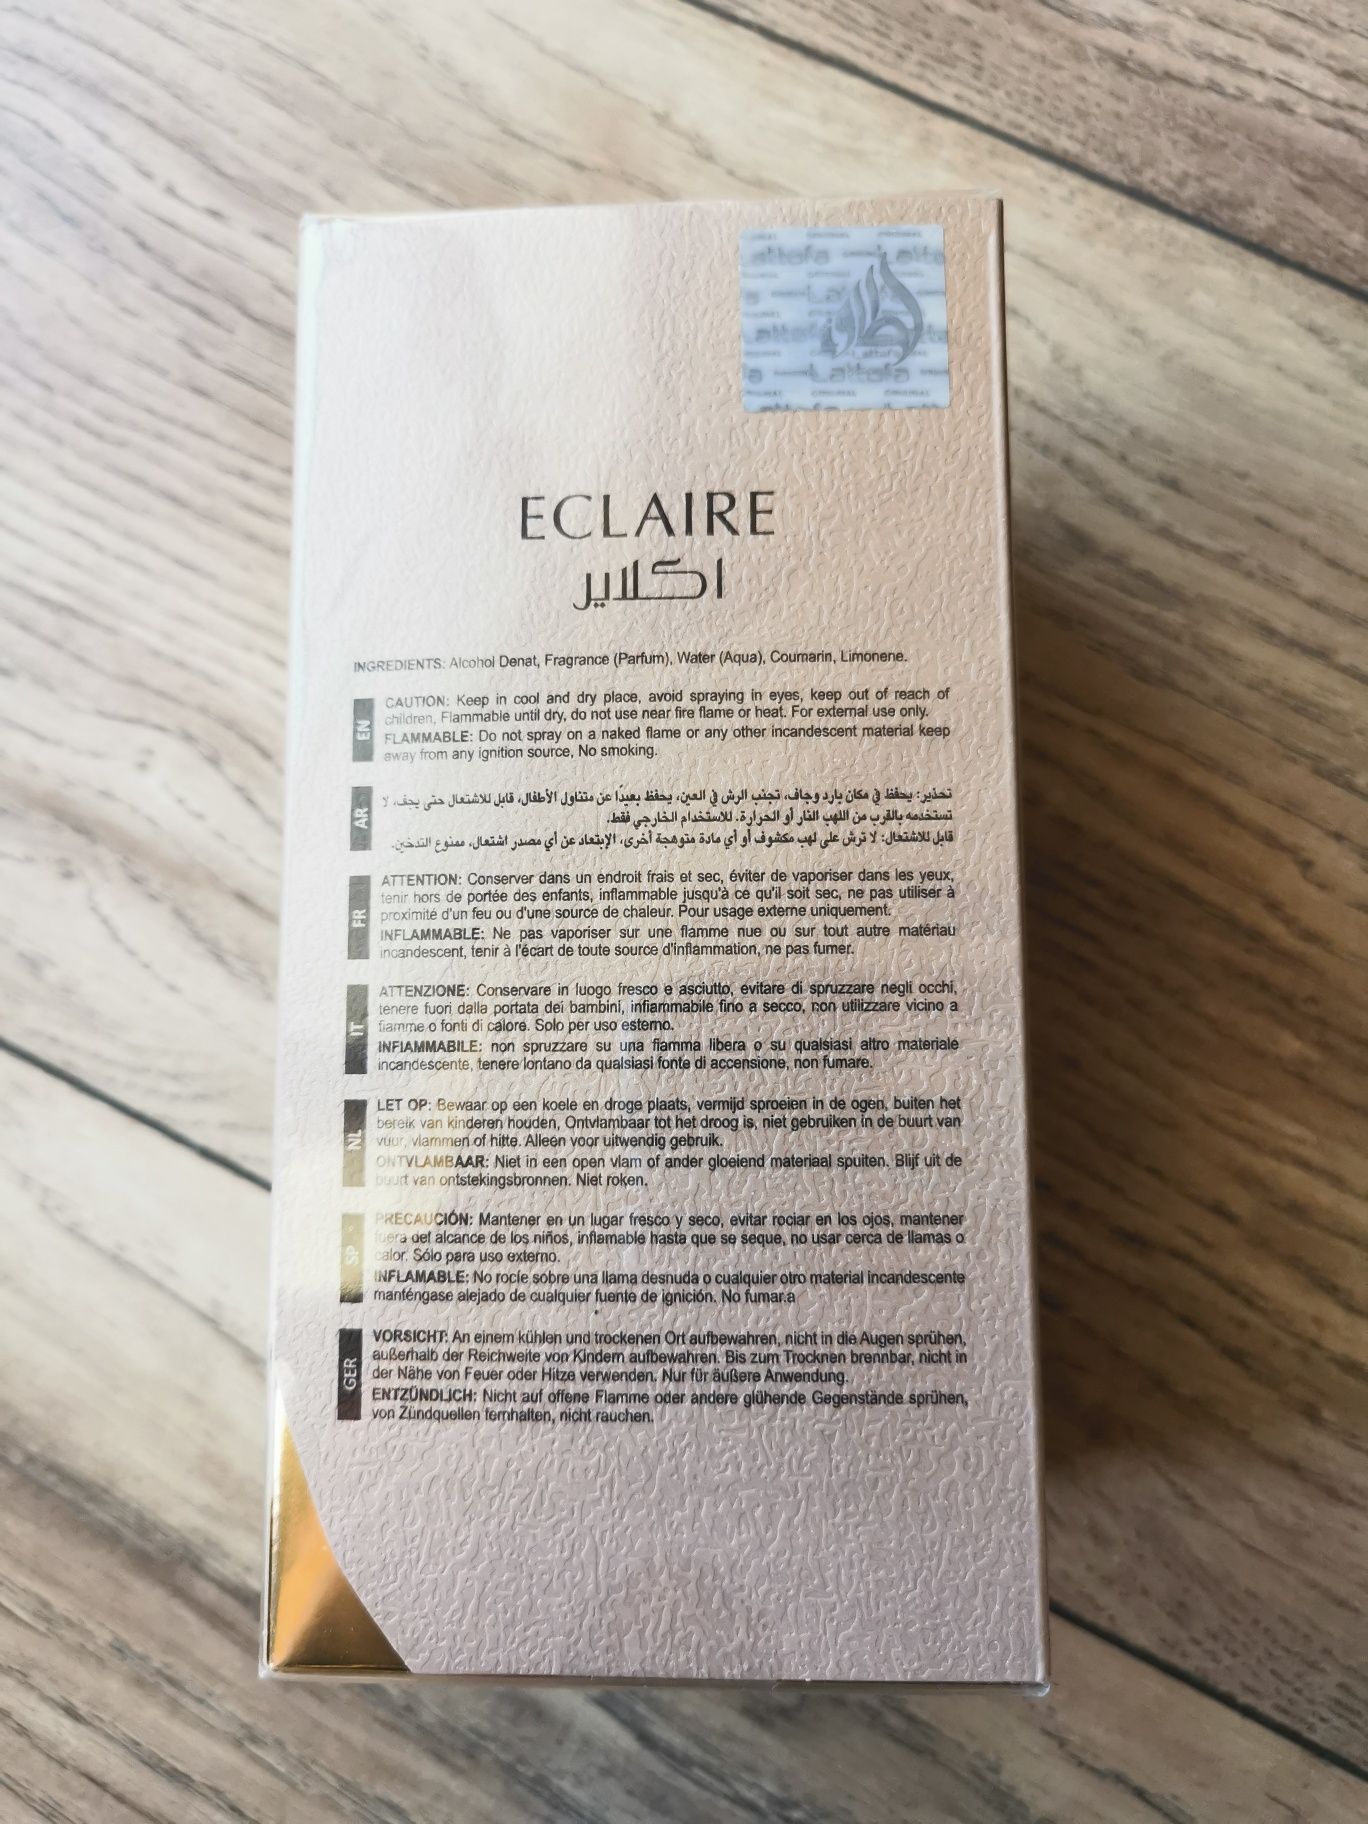 لطافة
Lattafa
Lattafa
ECLAIRE
اكلاير
INGREDIENTS: Alcohol Denat, Fragrance (Parfum), Water (Aqua), Coumarin, Limonene.
EN
CAUTION: Keep in cool and dry place, avoid spraying in eyes, keep out of reach of
children, Flammable until dry, do not use near fire flame or heat. For external use only.
FLAMMABLE: Do not spray on a naked flame or any other incandescent material keep
away from any ignition source, No smoking.
AR
تحذير: يحفظ في مكان بارد وجاف، تجنب الرش في العين، يحفظ بعيدًا عن متناول الأطفال، قابل للاشتعال حتى يجف، لا
تستخدمه بالقرب من اللهب النار أو الحرارة. للاستخدام الخارجي فقط.
قابل للاشتعال: لا ترش على لهب مكشوف أو أي مادة متوهجة أخرى، الإبتعاد عن أي مصدر اشتعال، ممنوع التدخين.
FR
ATTENTION: Conserver dans un endroit frais et sec, éviter de vaporiser dans les yeux,
tenir hors de portée des enfants, inflammable jusqu'à ce qu'il soit sec, ne pas utiliser à
proximité d'un feu ou d'une source de chaleur. Pour usage externe uniquement.
INFLAMMABLE: Ne pas vaporiser sur une flamme nue ou sur tout autre matériau
incandescent, tenir à l'écart de toute source d'inflammation, ne pas fumer.
IT
ATTENZIONE: Conservare in luogo fresco e asciutto, evitare di spruzzare negli occhi,
tenere fuori dalla portata dei bambini, infiammabile fino a secco, non utilizzare vicino a
fiamme o fonti di calore. Solo per uso esterno.
INFIAMMABILE: non spruzzare su una fiamma libera o su qualsiasi altro materiale
incandescente, tenere lontano da qualsiasi fonte di accensione, non fumare.
NL
LET OP: Bewaar op een koele en droge plaats, vermijd sproeien in de ogen, buiten het
bereik van kinderen houden, Ontvlambaar tot het droog is, niet gebruiken in de buurt van
vuur, vlammen of hitte. Alleen voor uitwendig gebruik.
ONTVLAMBAAR: Niet in een open vlam of ander gloeiend materiaal spuiten. Blijf uit de
buurt van ontstekingsbronnen. Niet roken.
SP
PRECAUCIÓN: Mantener en un lugar fresco y seco, evitar rociar en los ojos, mantener
fuera del alcance de los niños, inflamable hasta que se seque, no usar cerca de llamas o
calor. Sólo para uso externo.
INFLAMABLE: No rocíe sobre una llama desnuda o cualquier otro material incandescente
manténgase alejado de cualquier fuente de ignición. No fumar.a
GER
VORSICHT: An einem kühlen und trockenen Ort aufbewahren, nicht in die Augen sprühen,
außerhalb der Reichweite von Kindern aufbewahren. Bis zum Trocknen brennbar, nicht in
der Nähe von Feuer oder Hitze verwenden. Nur für äußere Anwendung.
ENTZÜNDLICH: Nicht auf offene Flamme oder andere glühende Gegenstände sprühen,
von Zündquellen fernhalten, nicht rauchen.